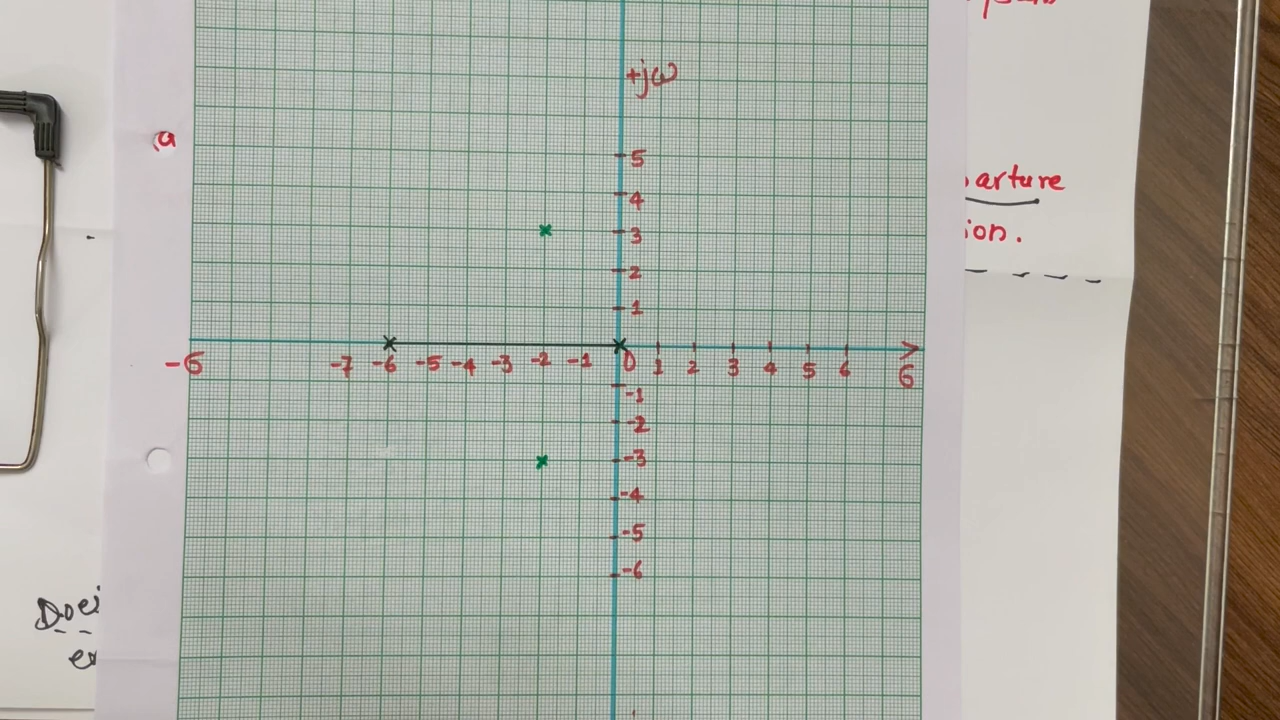 +jω
a
5
4
arture
3
ion.
2
1
-6 -7 -6 -5 -4 -3 -2 -1 0 1 2 3 4 5 6 6
-1
-2
-3
-4
-5
-6
Doei